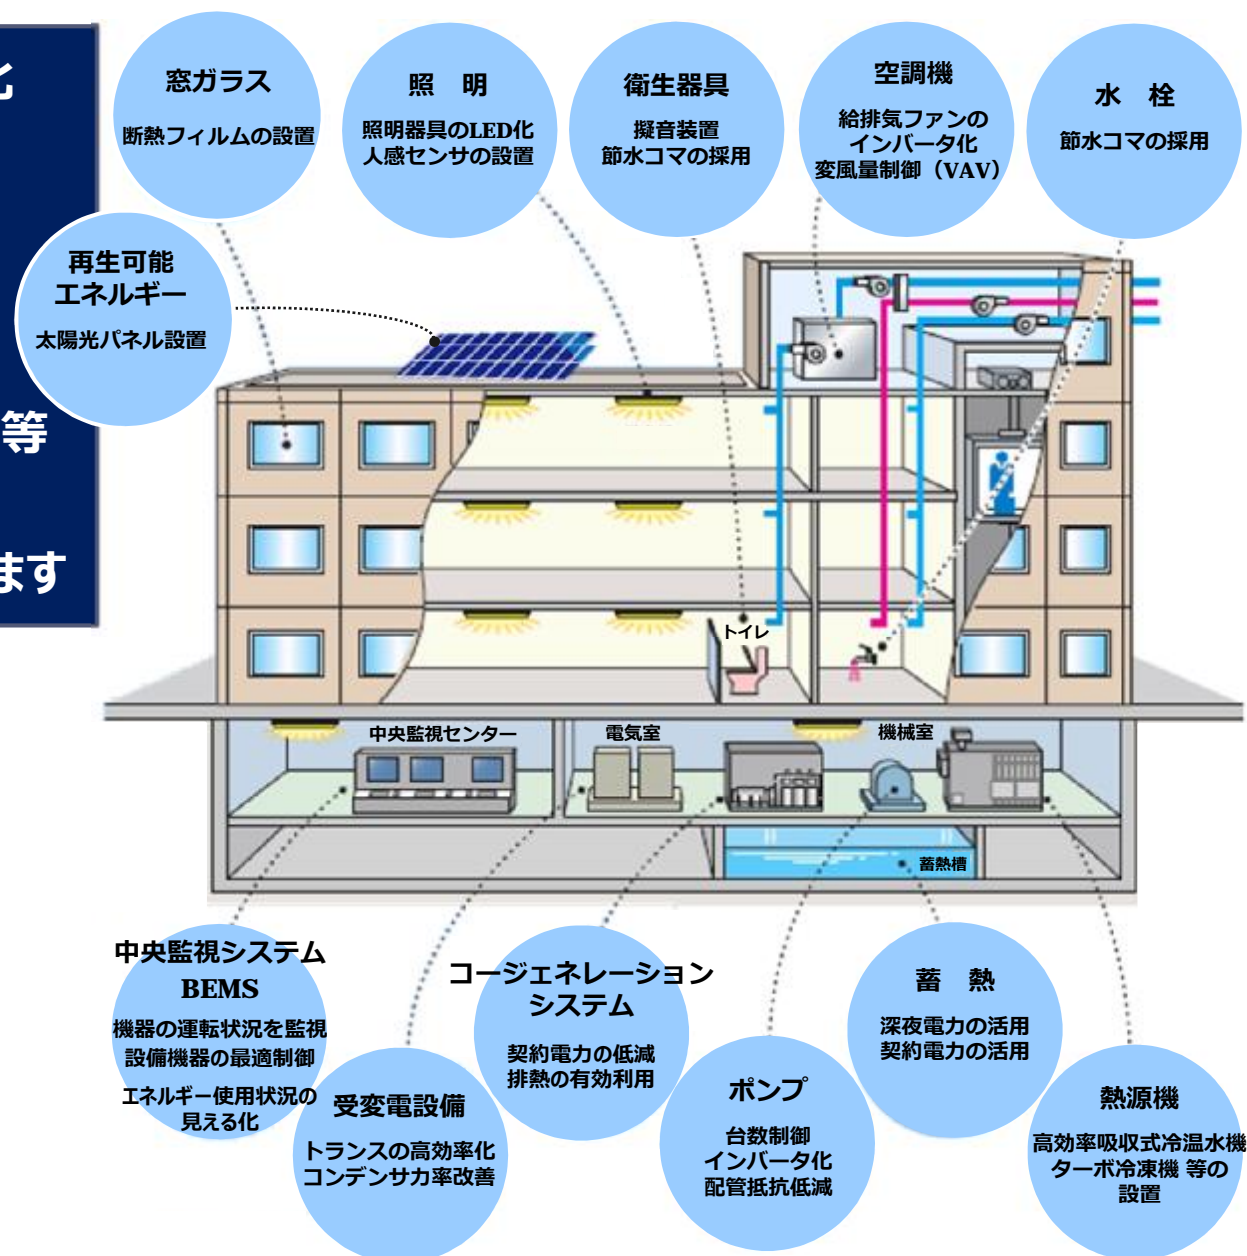 化
等
ます
窓ガラス
断熱フィルムの設置
照　明
照明器具のLED化
人感センサの設置
衛生器具
擬音装置
節水コマの採用
空調機
給排気ファンの
インバータ化
変風量制御（VAV）
水　栓
節水コマの採用
再生可能
エネルギー
太陽光パネル設置
トイレ
中央監視センター
電気室
機械室
蓄熱槽
中央監視システム
BEMS
機器の運転状況を監視
設備機器の最適制御
エネルギー使用状況の
見える化
受変電設備
トランスの高効率化
コンデンサカ率改善
コージェネレーション
システム
契約電力の低減
排熱の有効利用
ポンプ
台数制御
インバータ化
配管抵抗低減
蓄　熱
深夜電力の活用
契約電力の活用
熱源機
高効率吸収式冷温水機
ターボ冷凍機 等の
設置